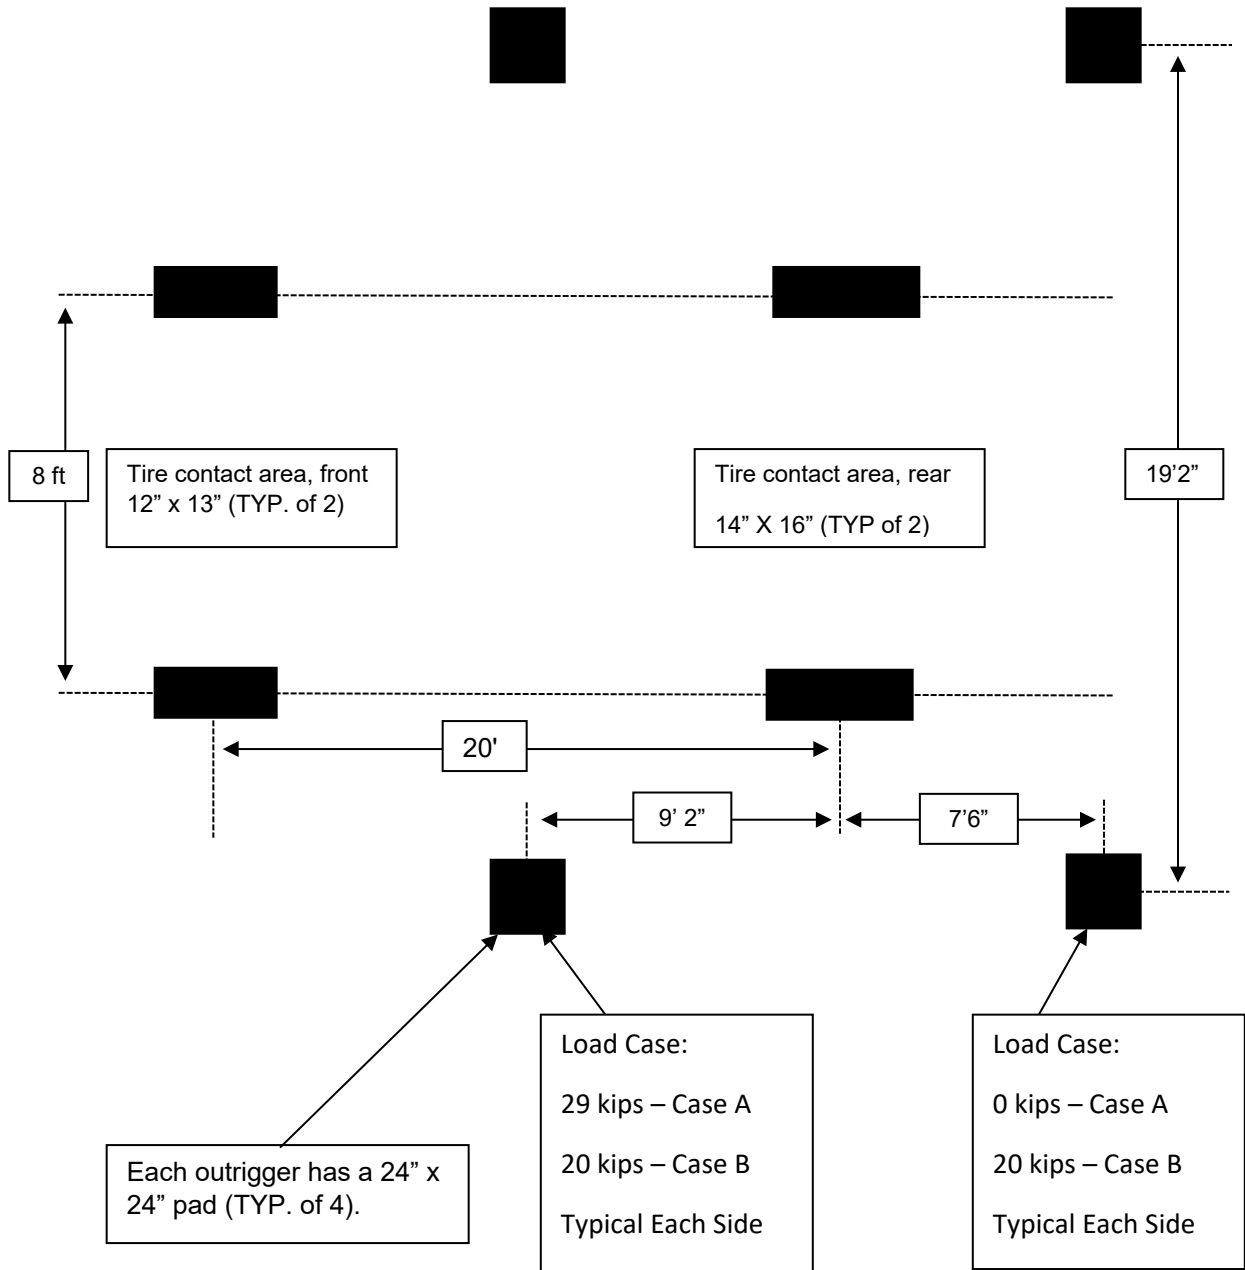 8 ft
Tire contact area, front
12” x 13” (TYP. of 2)
Tire contact area, rear
14” X 16” (TYP of 2)
19’2”
20'
9’ 2”
7’6”
Each outrigger has a 24” x
24” pad (TYP. of 4).
Load Case:
29 kips – Case A
20 kips – Case B
Typical Each Side
Load Case:
0 kips – Case A
20 kips – Case B
Typical Each Side